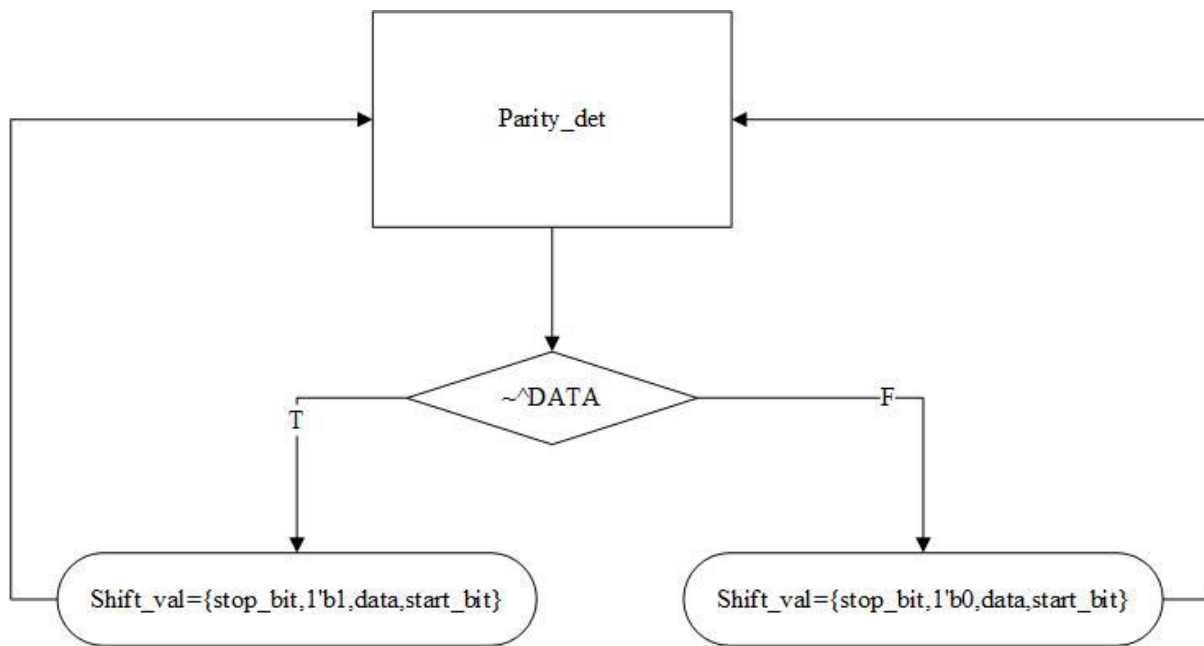 Parity_det
~^DATA
T
F
Shift_val={stop_bit,1'b1,data,start_bit}
Shift_val={stop_bit,1'b0,data,start_bit}